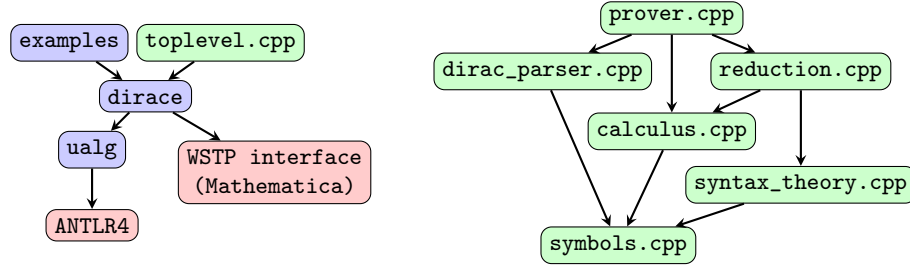 examples
toplevel.cpp
dirace
ualg
WSTP interface
(Mathematica)
ANTLR4
prover.cpp
dirac_parser.cpp
reduction.cpp
calculus.cpp
syntax_theory.cpp
symbols.cpp